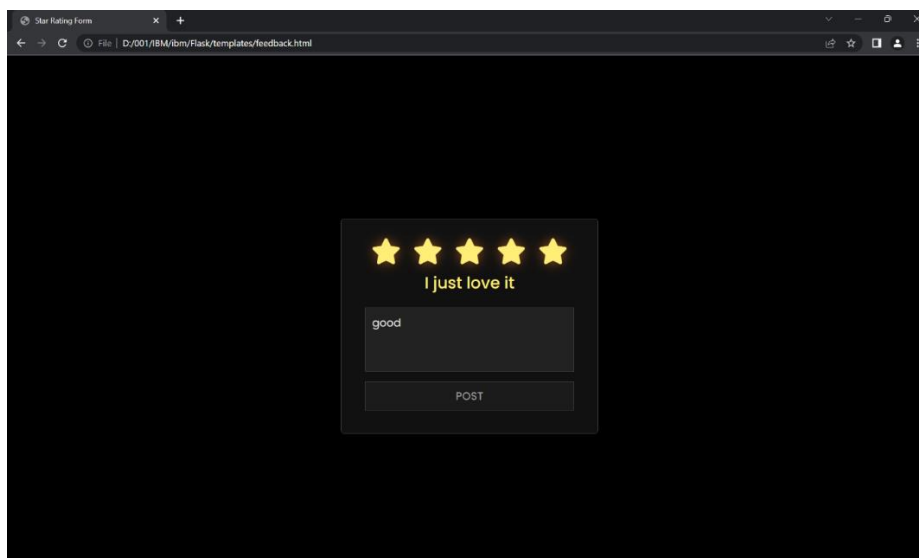 Star Rating Form
File | D:/001/IBM/ibm/Flask/templates/feedback.html
I just love it
good
POST